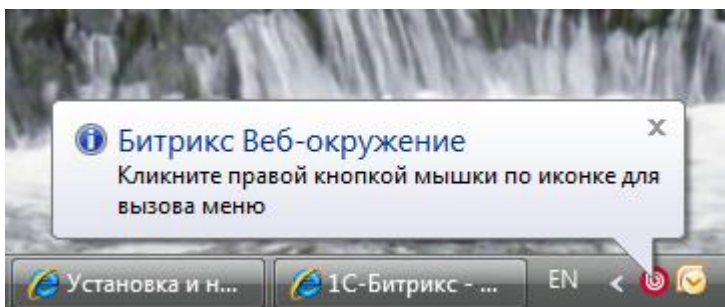 Битрикс Веб-окружение
Кликните правой кнопкой мышки по иконке для
вызова меню
Установка и н... 1С-Битрикс - ... EN